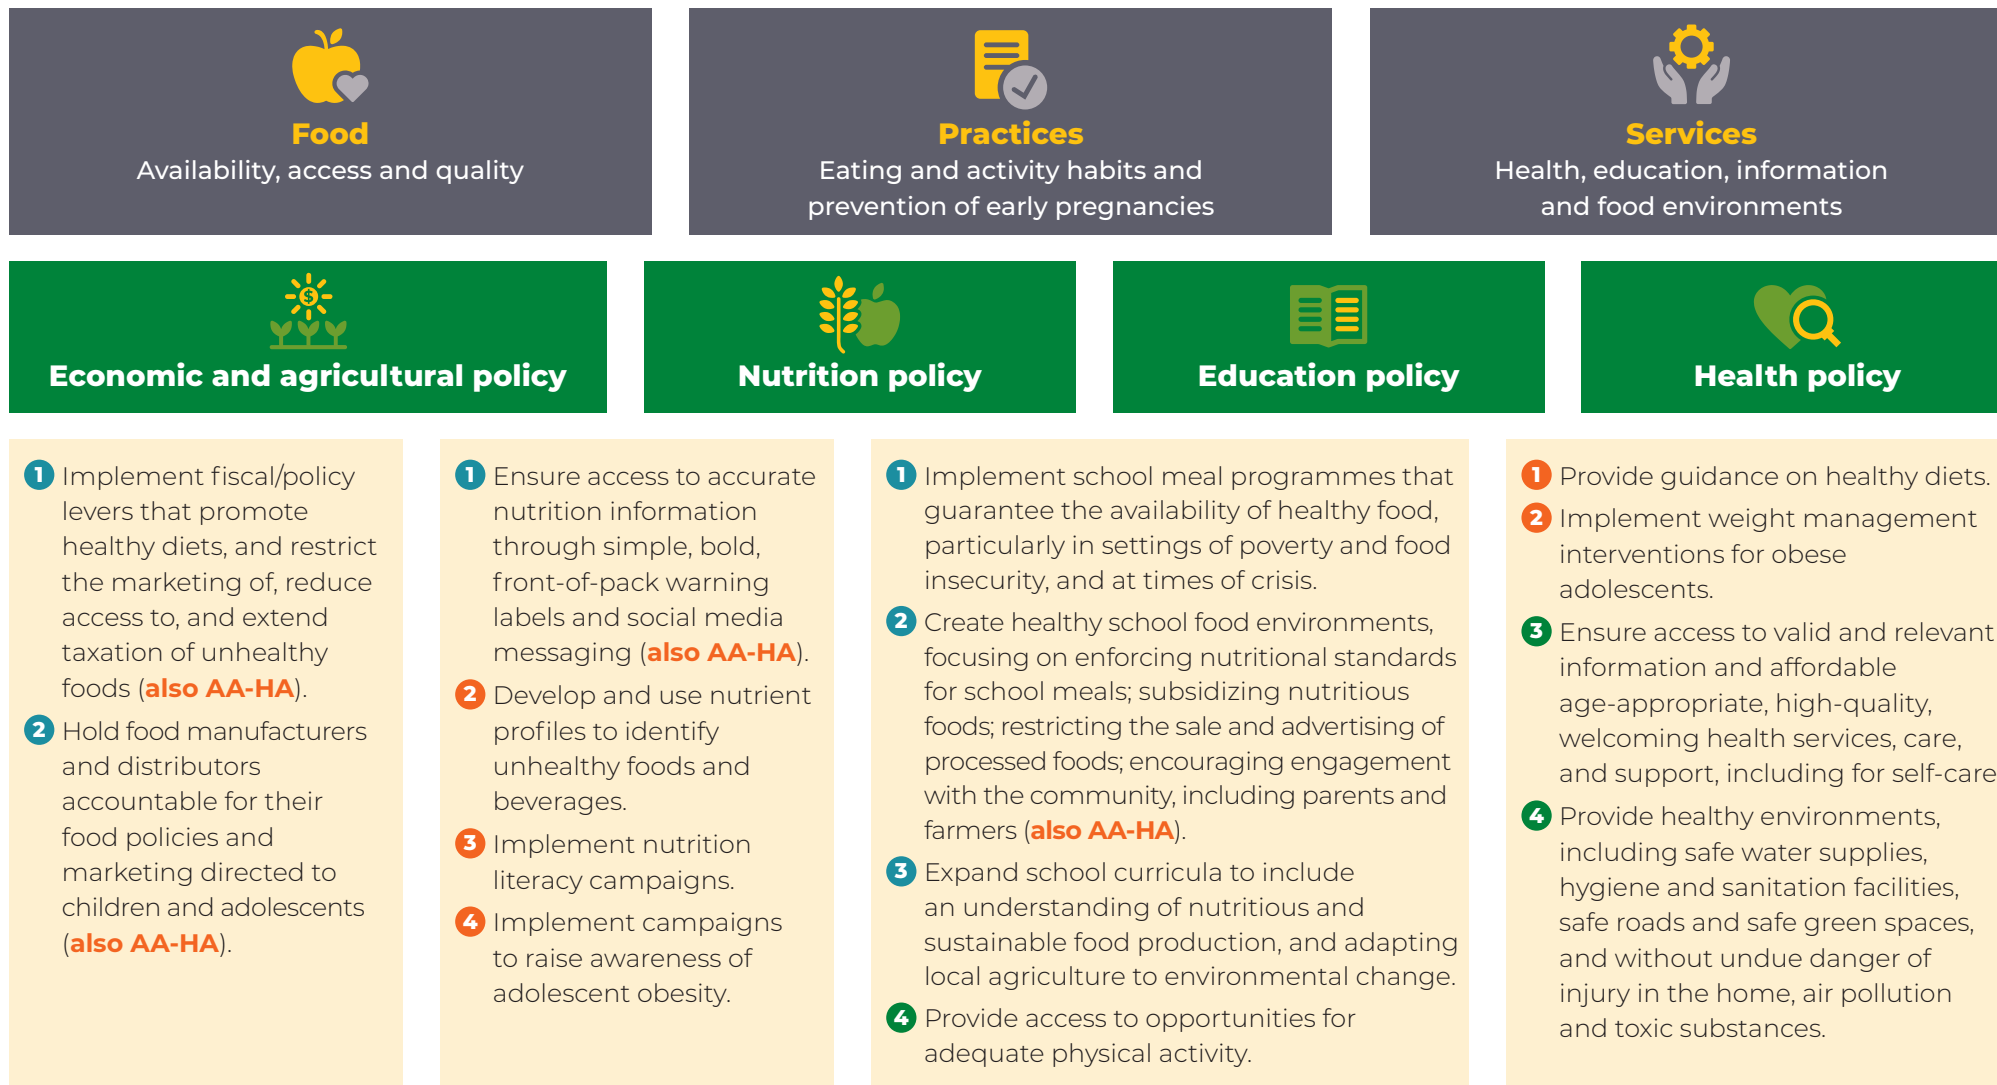 Food
Availability, access and quality
Practices
Eating and activity habits and
prevention of early pregnancies
Services
Health, education, information
and food environments
$
Economic and agricultural policy
Nutrition policy
Education policy
Health policy
1 Implement fiscal/policy
levers that promote
healthy diets, and restrict
the marketing of, reduce
access to, and extend
taxation of unhealthy
foods (also AA-HA).
2 Hold food manufacturers
and distributors
accountable for their
food policies and
marketing directed to
children and adolescents
(also AA-HA).
1 Ensure access to accurate
nutrition information
through simple, bold,
front-of-pack warning
labels and social media
messaging (also AA-HA).
2 Develop and use nutrient
profiles to identify
unhealthy foods and
beverages.
3 Implement nutrition
literacy campaigns.
4 Implement campaigns
to raise awareness of
adolescent obesity.
1 Implement school meal programmes that
guarantee the availability of healthy food,
particularly in settings of poverty and food
insecurity, and at times of crisis.
2 Create healthy school food environments,
focusing on enforcing nutritional standards
for school meals; subsidizing nutritious
foods; restricting the sale and advertising of
processed foods; encouraging engagement
with the community, including parents and
farmers (also AA-HA).
3 Expand school curricula to include
an understanding of nutritious and
sustainable food production, and adapting
local agriculture to environmental change.
4 Provide access to opportunities for
adequate physical activity.
1 Provide guidance on healthy diets.
2 Implement weight management
interventions for obese
adolescents.
3 Ensure access to valid and relevant
information and affordable
age-appropriate, high-quality,
welcoming health services, care,
and support, including for self-care
4 Provide healthy environments,
including safe water supplies,
hygiene and sanitation facilities,
safe roads and safe green spaces,
and without undue danger of
injury in the home, air pollution
and toxic substances.